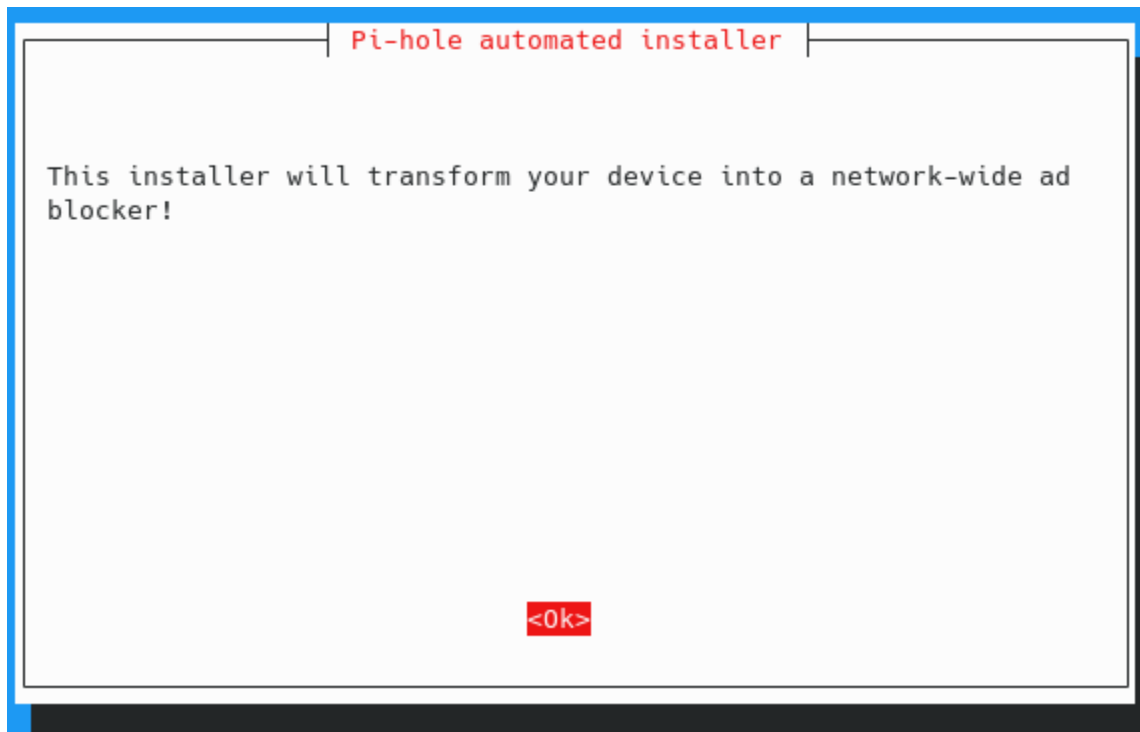 Pi-hole automated installer
This installer will transform your device into a network-wide ad
blocker!
<Ok>